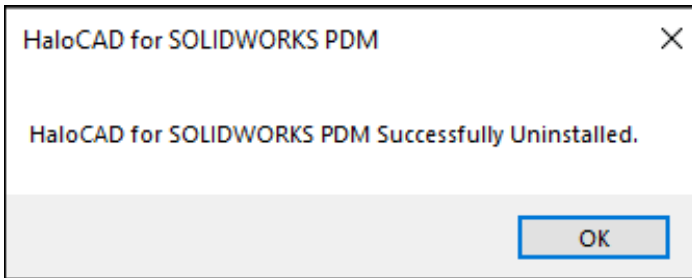 HaloCAD for SOLIDWORKS PDM
HaloCAD for SOLIDWORKS PDM Successfully Uninstalled.
OK